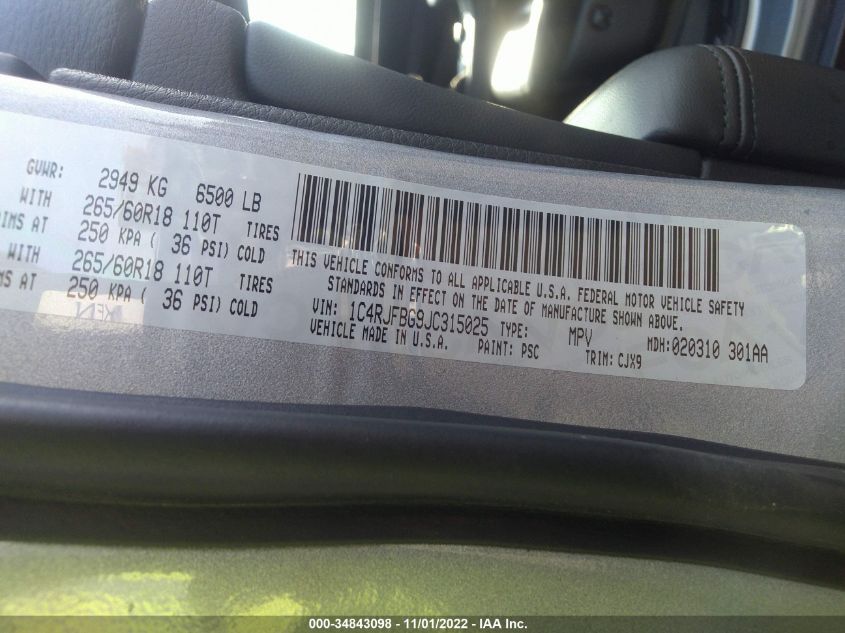 GVWR: 2949 KG 6500 LB
WITH 265/60R18 110T TIRES
RIMS AT 250 KPA ( 36 PSI) COLD
WITH 265/60R18 110T TIRES
RIMS AT 250 KPA ( 36 PSI) COLD
THIS VEHICLE CONFORMS TO ALL APPLICABLE U.S.A. FEDERAL MOTOR VEHICLE SAFETY
STANDARDS IN EFFECT ON THE DATE OF MANUFACTURE SHOWN ABOVE.
VIN: 1C4RJFBG9JC315025 TYPE: MPV MDH:020310 301AA
VEHICLE MADE IN U.S.A. PAINT: PSC TRIM: CJX9
000-34843098 - 11/01/2022 - IAA Inc.